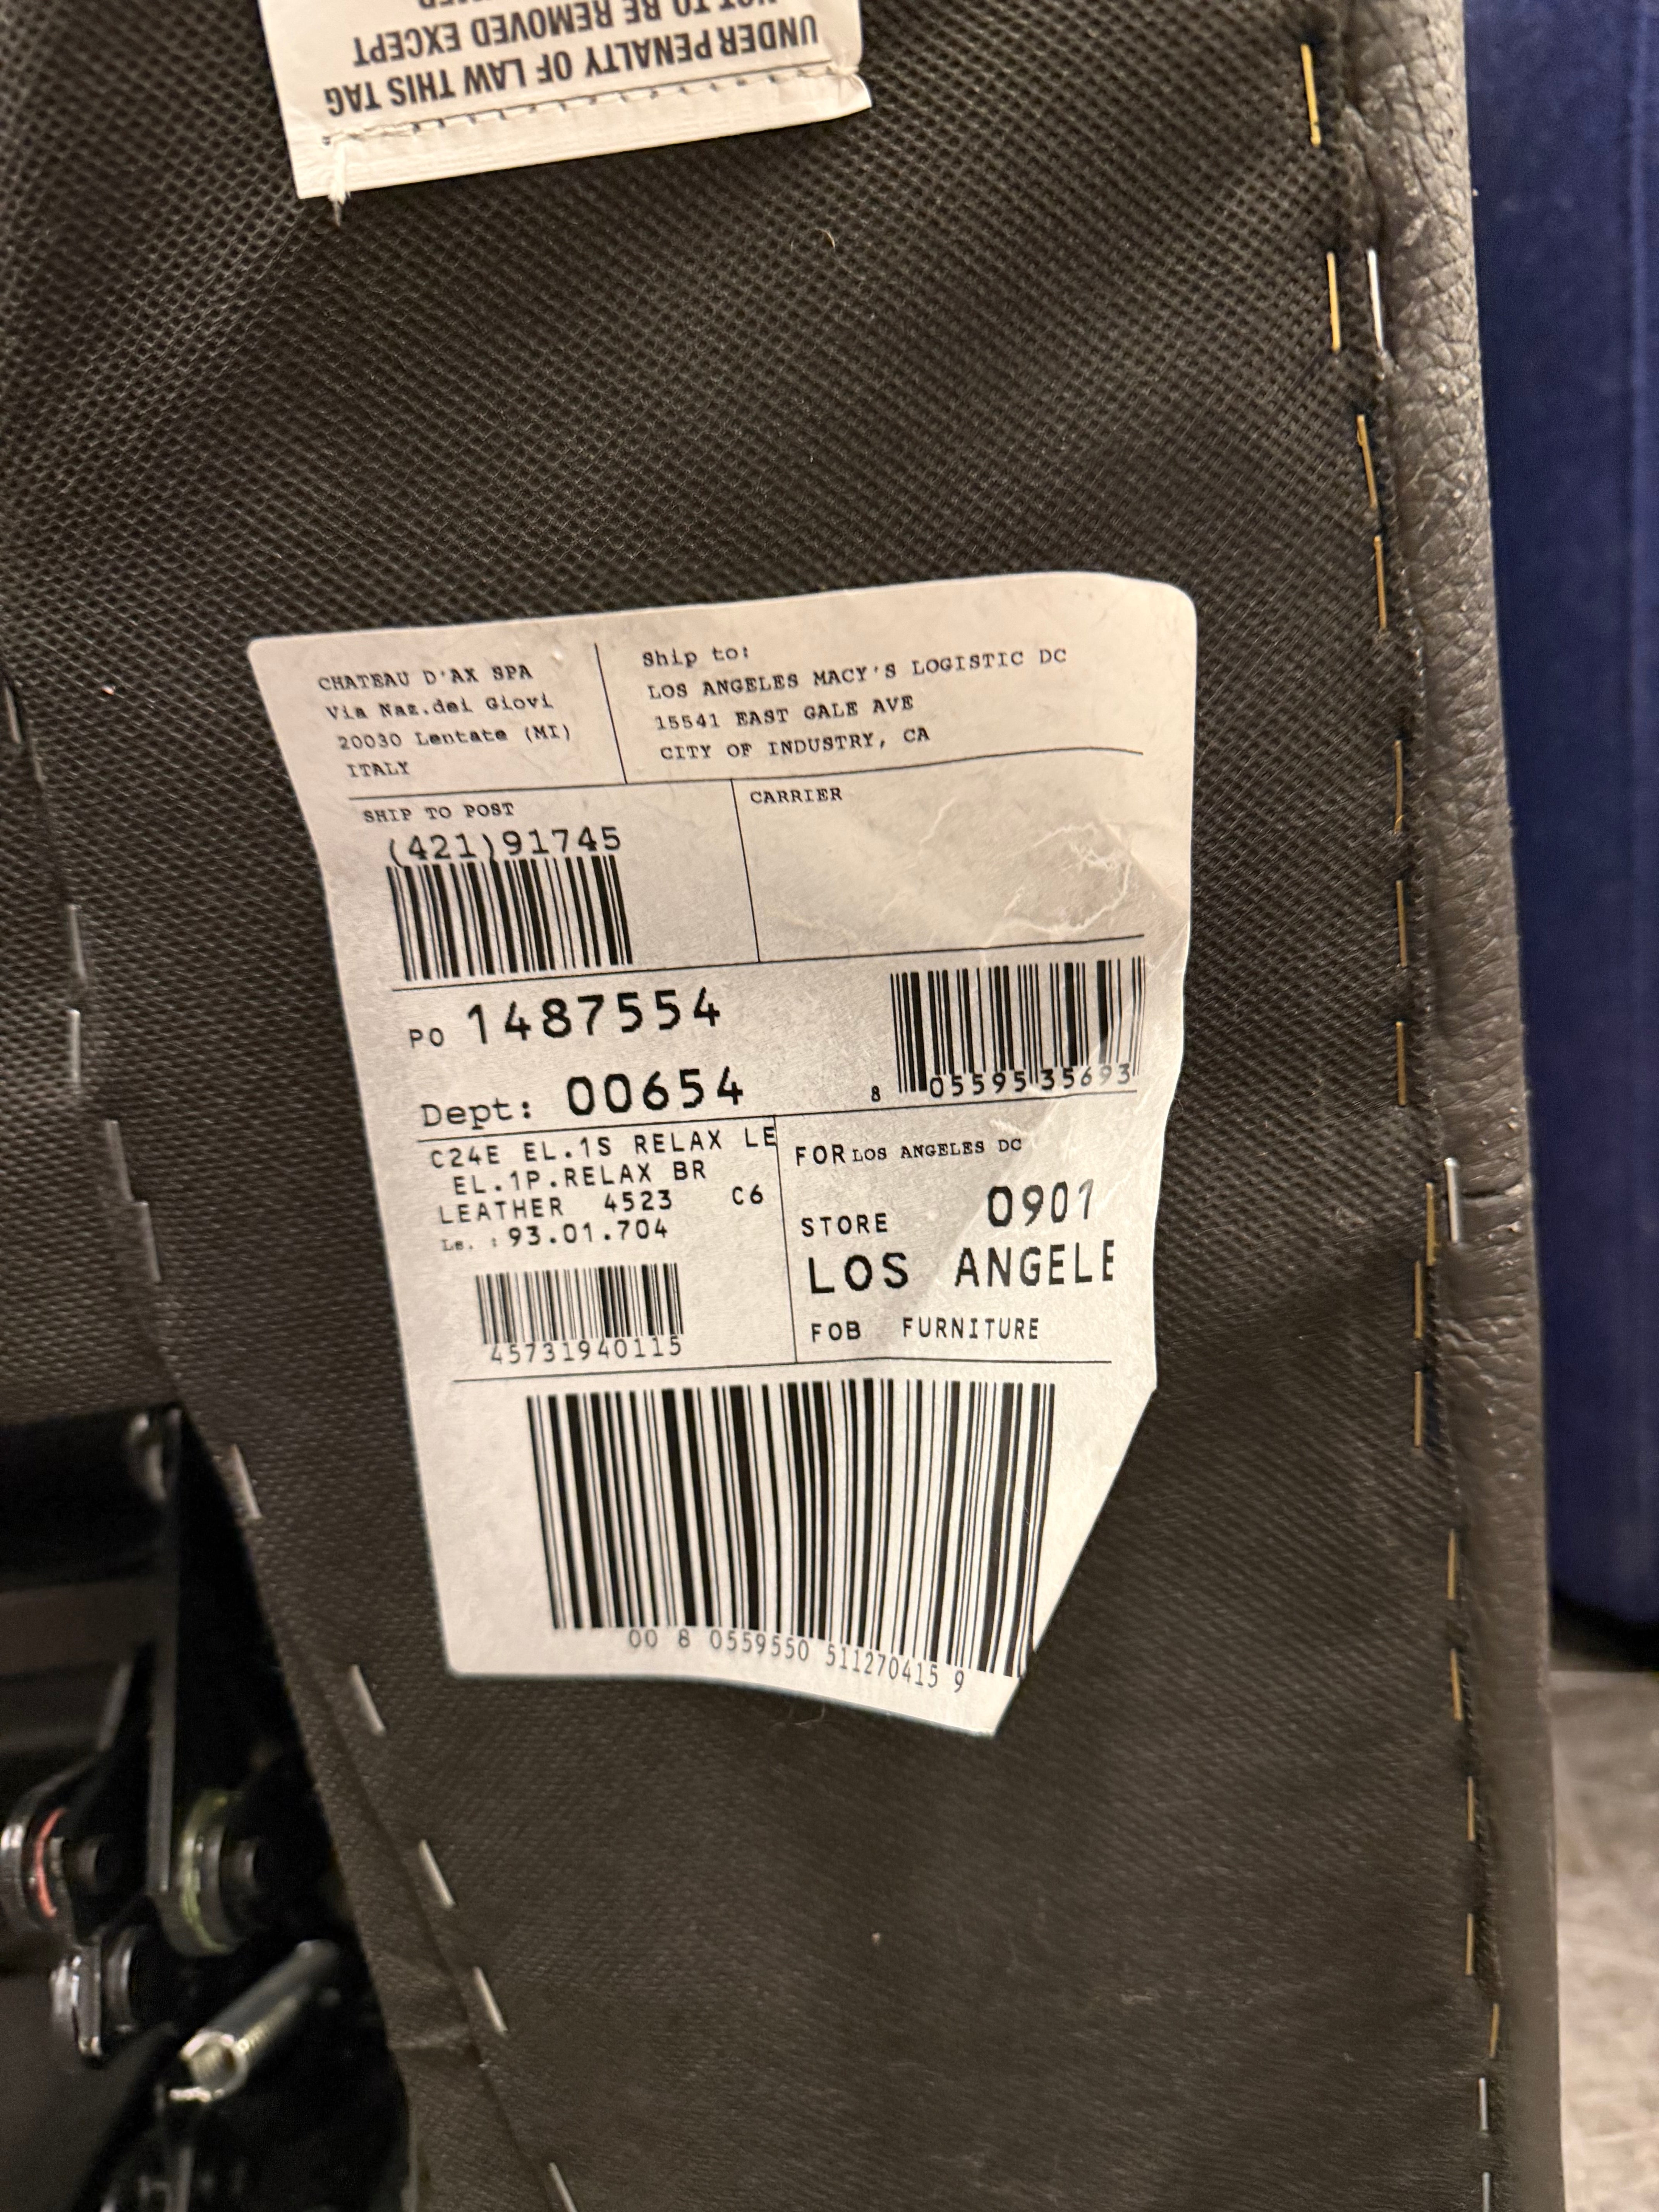 NOT TO BE REMOVED EXCEPT
UNDER PENALTY OF LAW THIS TAG
CHATEAU D'AX SPA
Via Naz.dei Giovi
20030 Lentate (MI)
ITALY
Ship to:
LOS ANGELES MACY'S LOGISTIC DC
15541 EAST GALE AVE
CITY OF INDUSTRY, CA
SHIP TO POST
(421)91745
CARRIER
PO 1487554
Dept: 00654
8 055955 35693
C24E EL.1S RELAX LE
EL.1P.RELAX BR
LEATHER 4523 C6
Le. : 93.01.704
45731940115
FOR LOS ANGELES DC
STORE 0901
LOS ANGELE
FOB FURNITURE
00 8 0559550 511270415 9